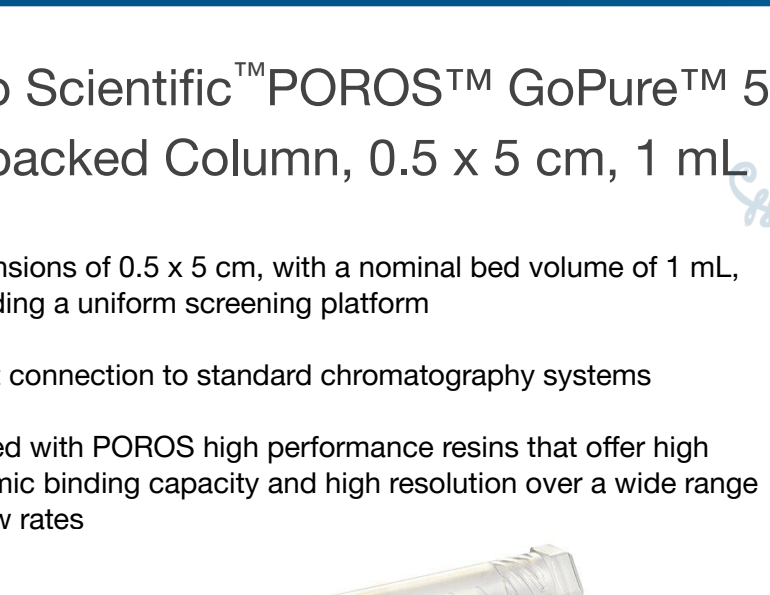 o Scientific™POROS™ GoPure™ 5
packed Column, 0.5 x 5 cm, 1 mL
nsions of 0.5 x 5 cm, with a nominal bed volume of 1 mL,
ding a uniform screening platform
t connection to standard chromatography systems
ed with POROS high performance resins that offer high
mic binding capacity and high resolution over a wide range
w rates